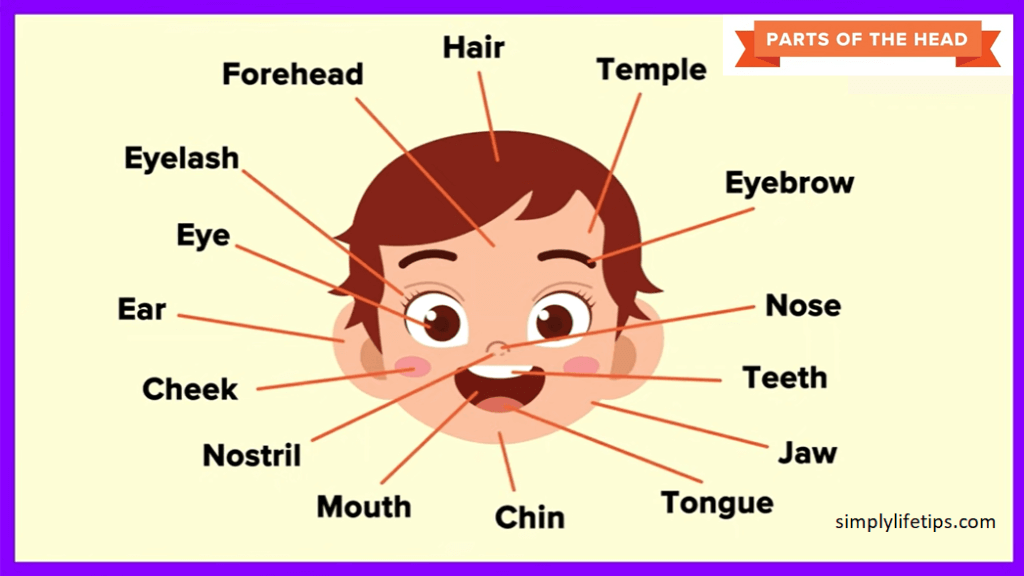 PARTS OF THE HEAD
Hair
Forehead
Temple
Eyelash
Eyebrow
Eye
Ear
Nose
Cheek
Teeth
Nostril
Jaw
Mouth
Chin
Tongue
simplylifetips.com